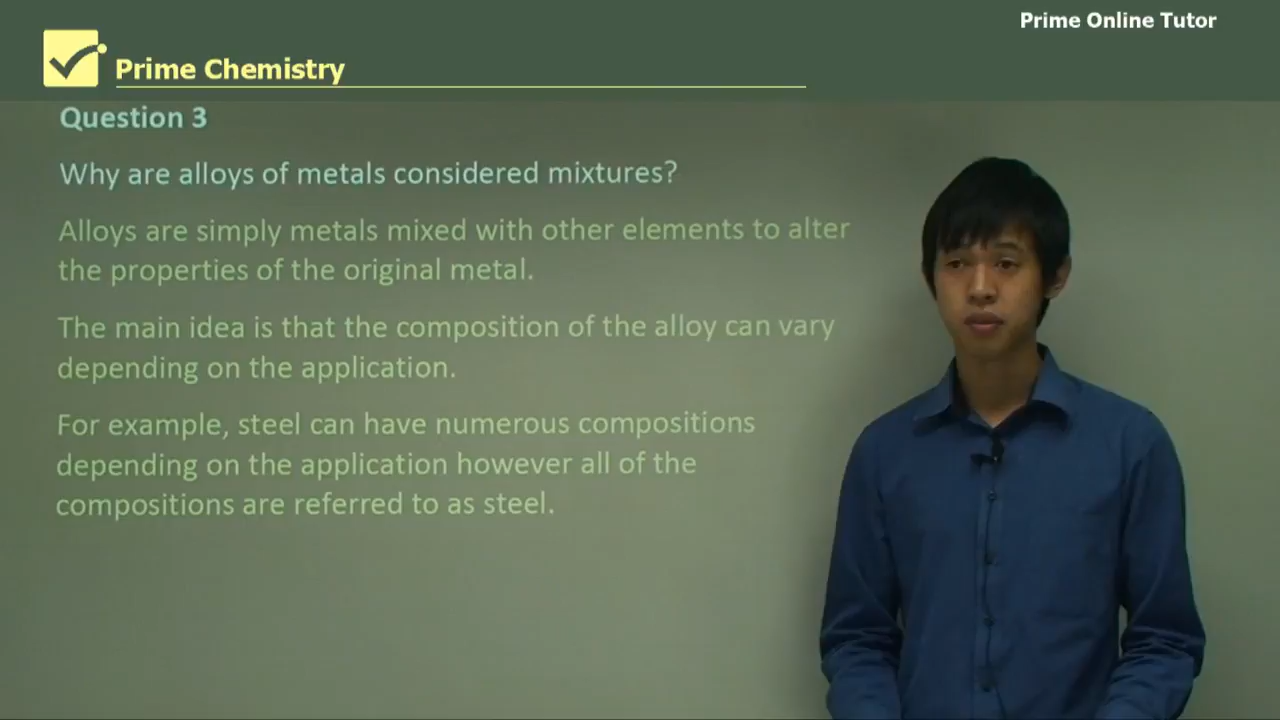 Prime Online Tutor
Prime Chemistry
Question 3
Why are alloys of metals considered mixtures?
Alloys are simply metals mixed with other elements to alter
the properties of the original metal.
The main idea is that the composition of the alloy can vary
depending on the application.
For example, steel can have numerous compositions
depending on the application however all of the
compositions are referred to as steel.